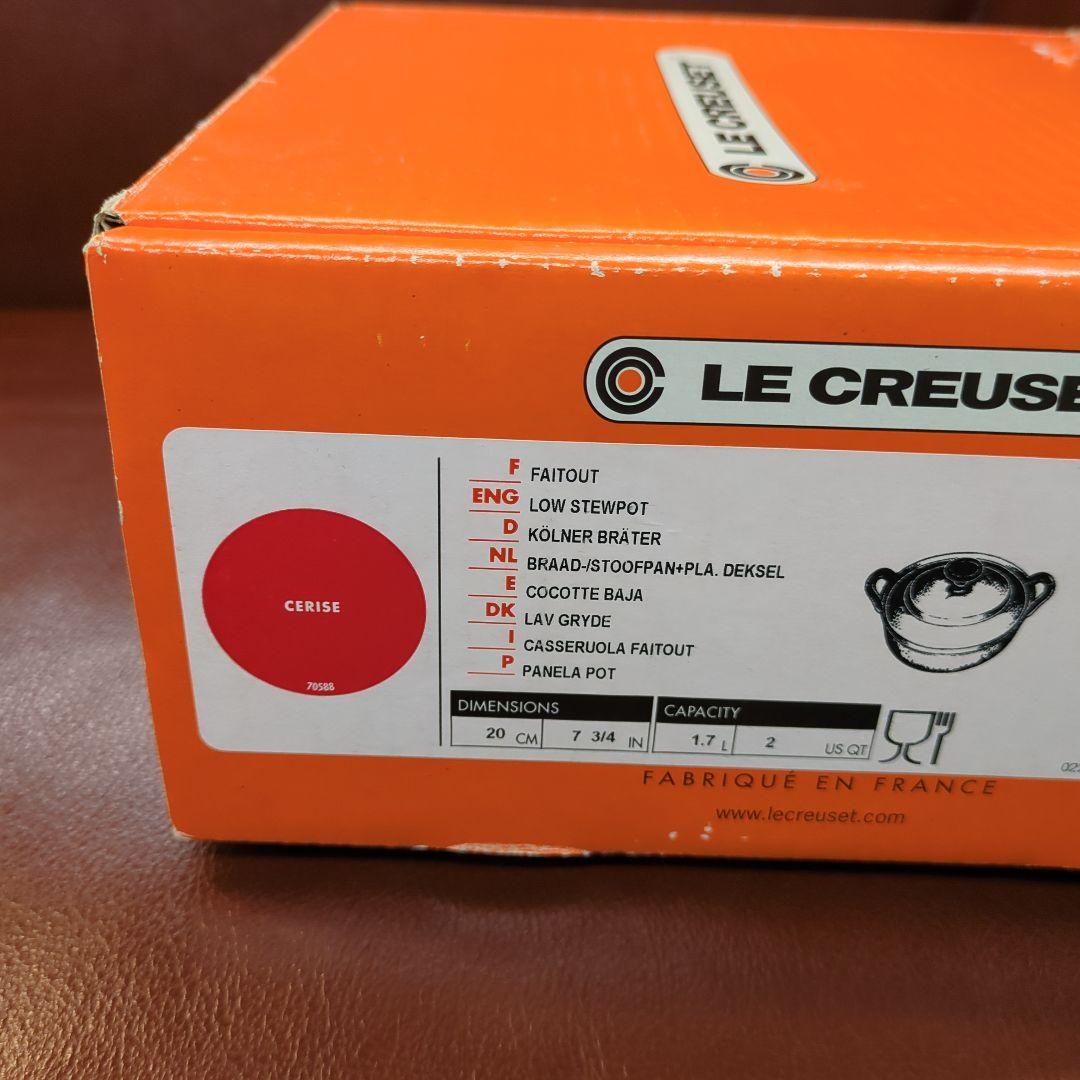 LE CREUSET
LE CREUSE
F FAITOUT
ENG LOW STEWPOT
D KÖLNER BRÄTER
NL BRAAD-/STOOFPAN+PLA. DEKSEL
E COCOTTE BAJA
DK LAV GRYDE
I CASSERUOLA FAITOUT
P PANELA POT
CERISE
70588
DIMENSIONS CAPACITY
20 CM 7 3/4 IN 1.7 L 2 US QT
FABRIQUÉ EN FRANCE
www.lecreuset.com